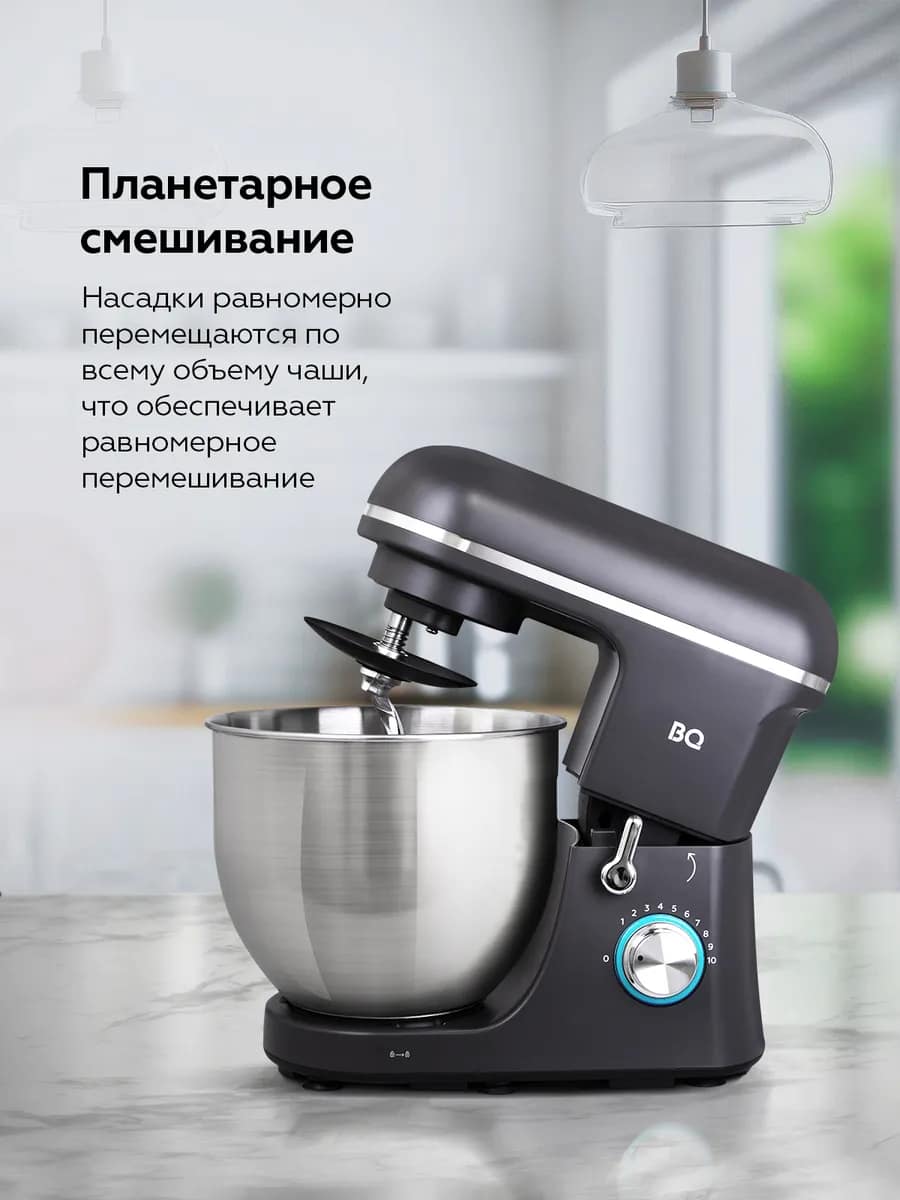 Планетарное
смешивание
Насадки равномерно
перемещаются по
всему объему чаши,
что обеспечивает
равномерное
перемешивание
BQ
0 1 2 3 4 5 6 7 8 9 10